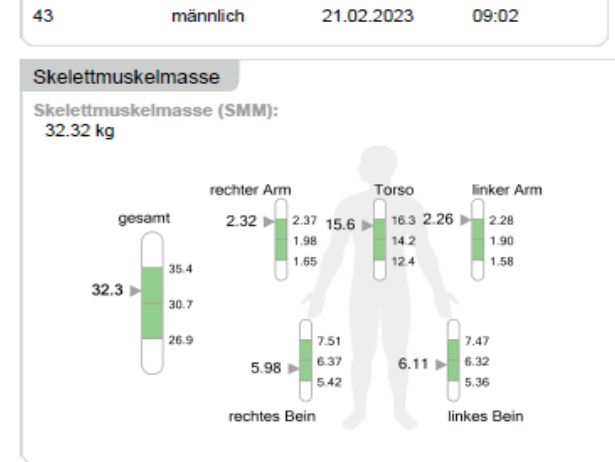 43 männlich 21.02.2023 09:02
Skelettmuskelmasse
Skelettmuskelmasse (SMM):
32.32 kg
rechter Arm Torso linker Arm
gesamt
2.32 2.37 15.6 16.3 2.26 2.28
1.98 14.2 1.90
1.65 12.4 1.58
35.4
32.3
30.7
26.9
7.51 7.47
5.98 6.37 6.11 6.32
5.42 5.36
rechtes Bein linkes Bein